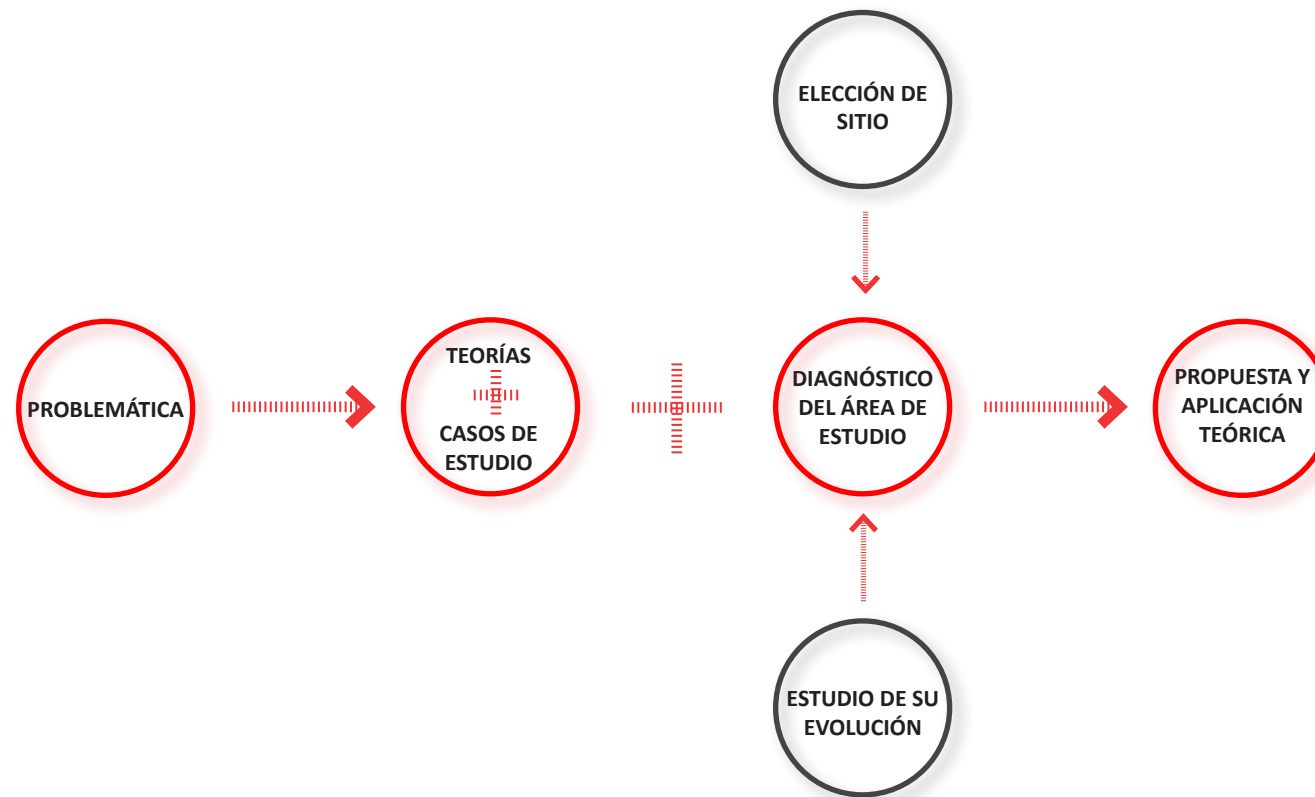 ELECCIÓN DE
SITIO
PROBLEMÁTICA
TEORÍAS
CASOS DE
ESTUDIO
DIAGNÓSTICO
DEL ÁREA DE
ESTUDIO
PROPUESTA Y
APLICACIÓN
TEÓRICA
ESTUDIO DE SU
EVOLUCIÓN